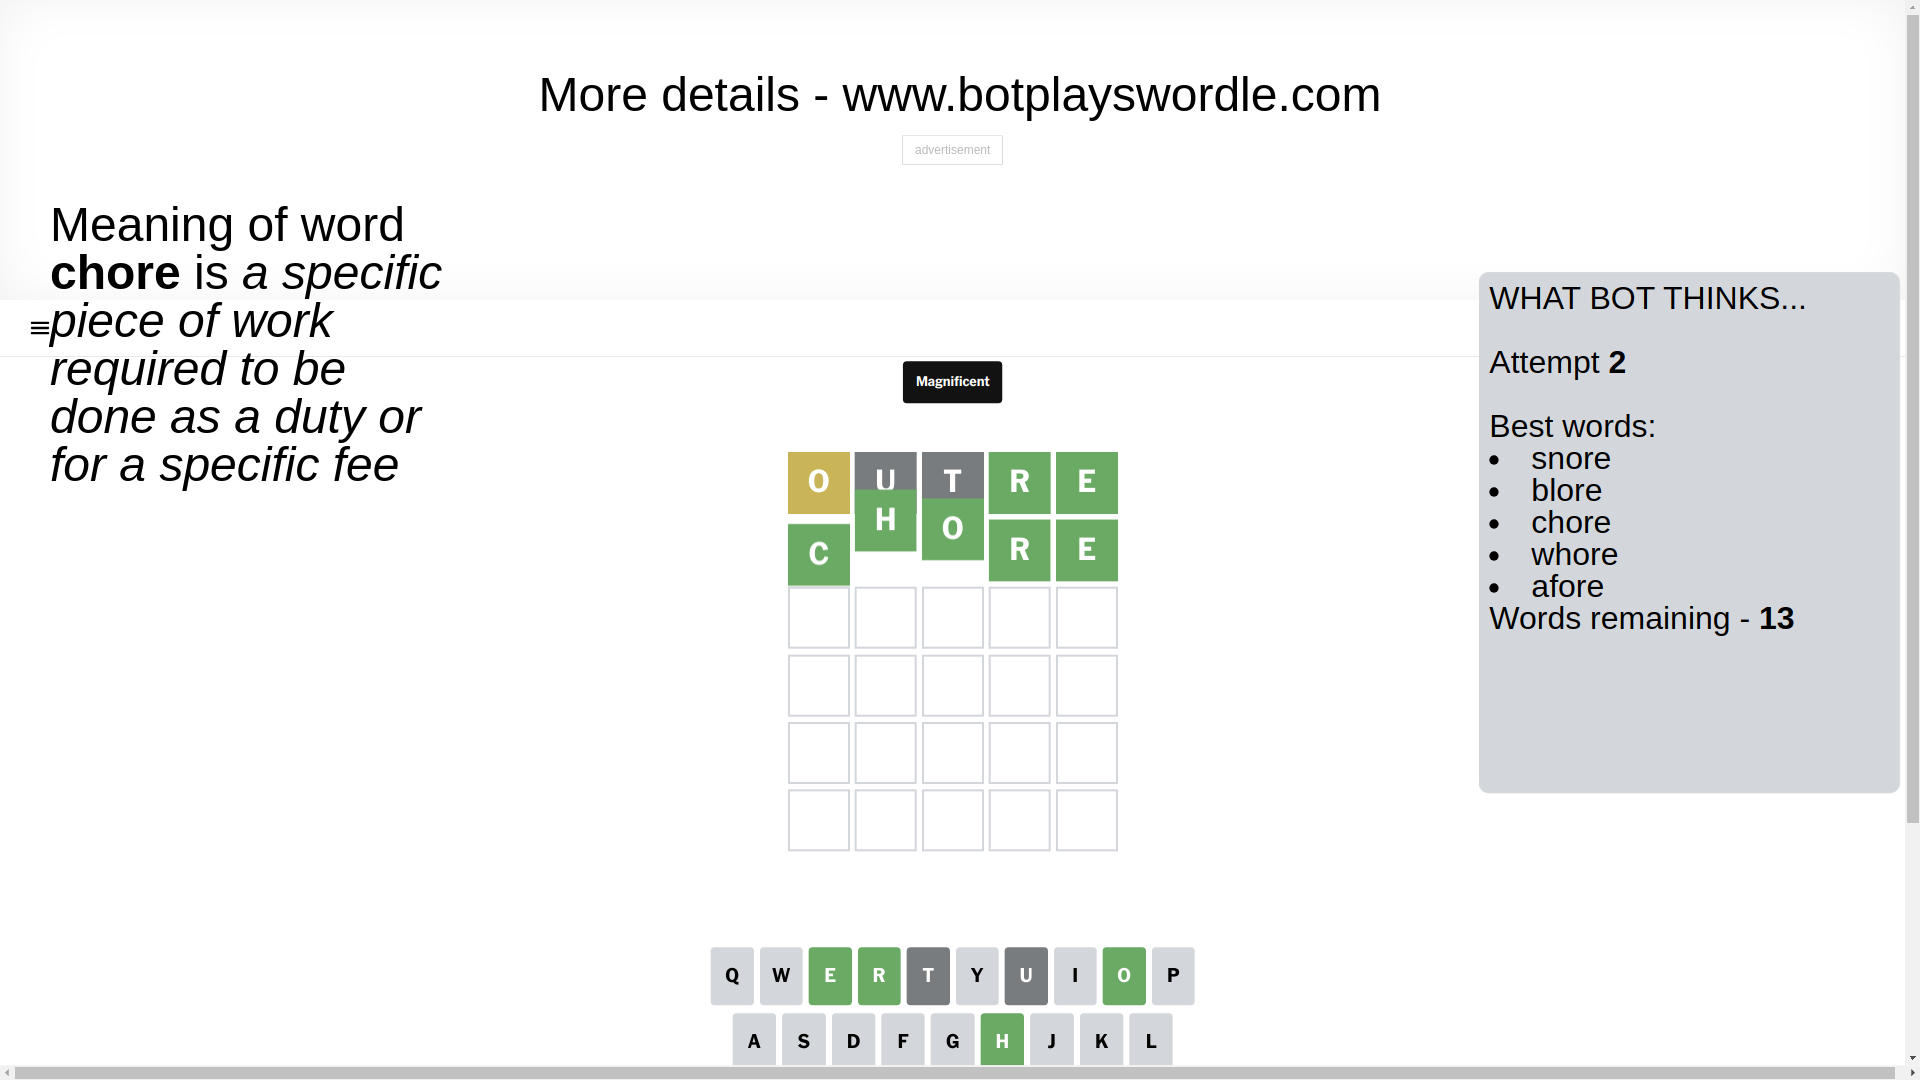 More details - www.botplayswordle.com
advertisement
Meaning of word
chore is a specific
piece of work
required to be
done as a duty or
for a specific fee
Magnificent
O U T R E
C H O R E
WHAT BOT THINKS...
Attempt 2
Best words:
• snore
• blore
• chore
• whore
• afore
Words remaining - 13
Q W E R T Y U I O P
A S D F G H J K L